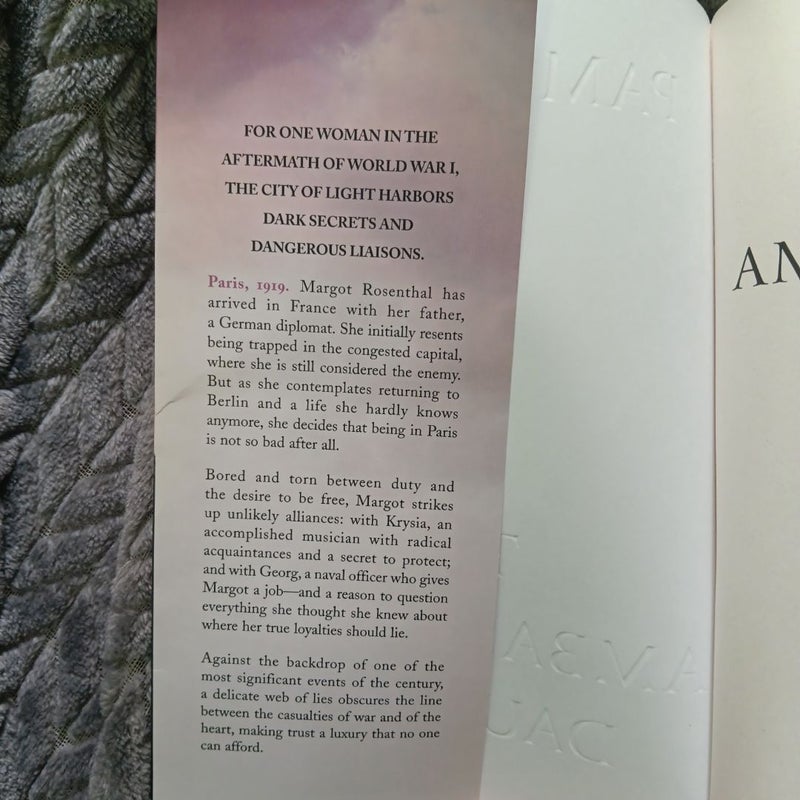 FOR ONE WOMAN IN THE
AFTERMATH OF WORLD WAR I,
THE CITY OF LIGHT HARBORS
DARK SECRETS AND
DANGEROUS LIAISONS.
Paris, 1919. Margot Rosenthal has
arrived in France with her father,
a German diplomat. She initially resents
being trapped in the congested capital,
where she is still considered the enemy.
But as she contemplates returning to
Berlin and a life she hardly knows
anymore, she decides that being in Paris
is not so bad after all.
Bored and torn between duty and
the desire to be free, Margot strikes
up unlikely alliances: with Krysia, an
accomplished musician with radical
acquaintances and a secret to protect;
and with Georg, a naval officer who gives
Margot a job—and a reason to question
everything she thought she knew about
where her true loyalties should lie.
Against the backdrop of one of the
most significant events of the century,
a delicate web of lies obscures the line
between the casualties of war and of the
heart, making trust a luxury that no one
can afford.